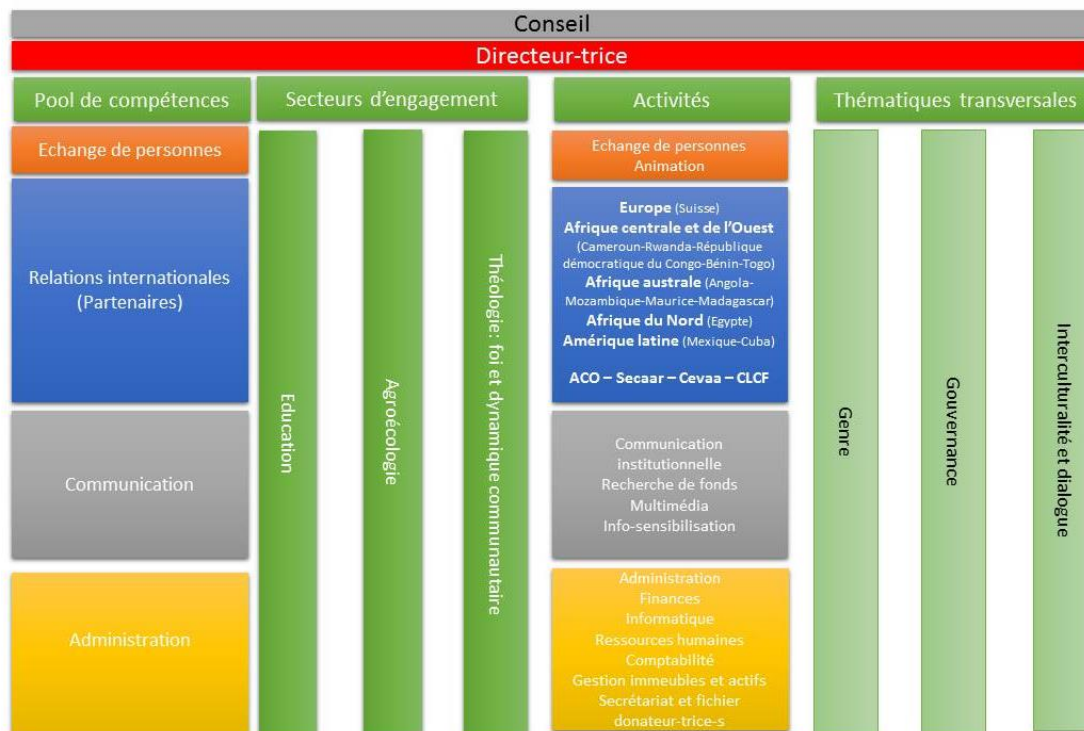 Conseil
Directeur-trice
Pool de compétences
Secteurs d'engagement
Activités
Thématiques transversales
Echange de personnes
Relations internationales
(Partenaires)
Communication
Administration
Education
Agroécologie
Théologie: foi et dynamique communautaire
Echange de personnes
Animation
Europe (Suisse)
Afrique centrale et de l'Ouest
(Cameroun-Rwanda-République
démocratique du Congo-Bénin-Togo)
Afrique australe (Angola-
Mozambique-Maurice-Madagascar)
Afrique du Nord (Egypte)
Amérique latine (Mexique-Cuba)
ACO – Secaar – Cevaa – CLCF
Communication
institutionnelle
Recherche de fonds
Multimédia
Info-sensibilisation
Administration
Finances
Informatique
Ressources humaines
Comptabilité
Gestion immeubles et actifs
Secrétariat et fichier
donateur-trice-s
Genre
Gouvernance
Interculturalité et dialogue